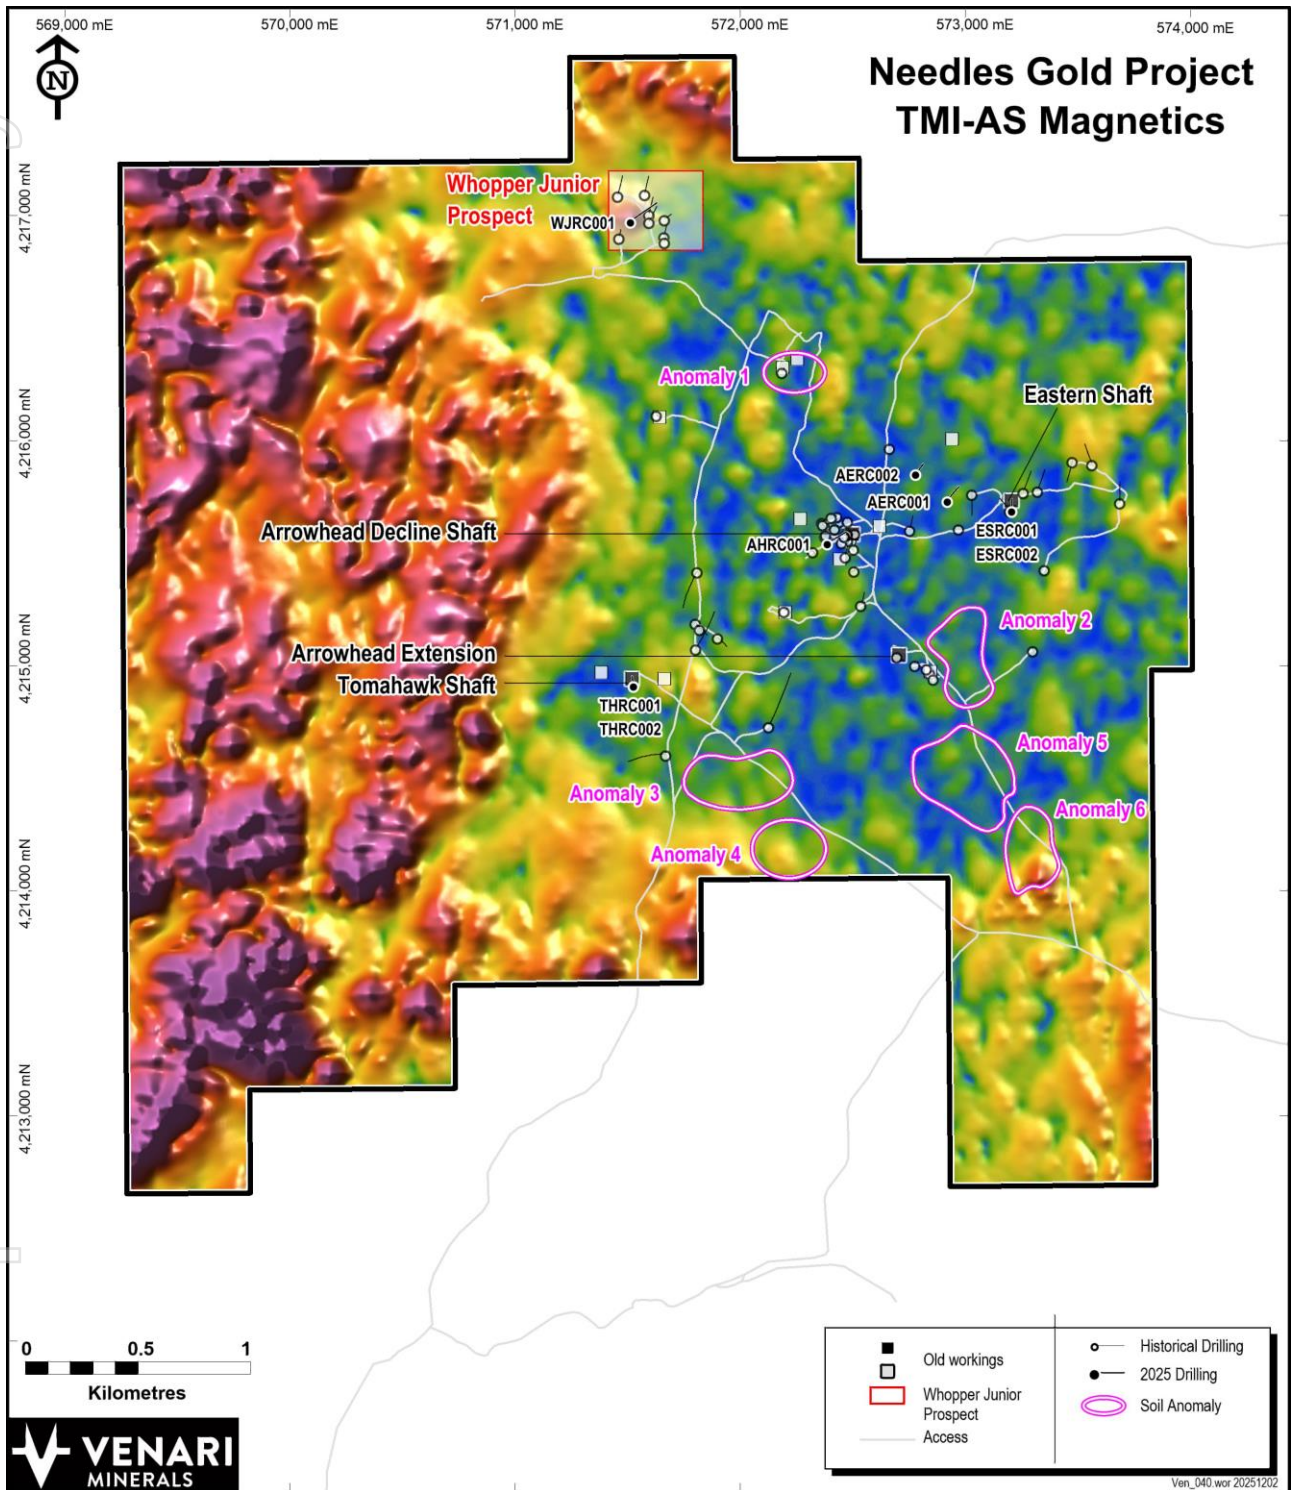 569,000 mE
570,000 mE
571,000 mE
572,000 mE
573,000 mE
574,000 mE
N
Needles Gold Project
TMI-AS Magnetics
4,217,000 mN
4,216,000 mN
4,215,000 mN
4,214,000 mN
4,213,000 mN
Whopper Junior
Prospect
WJRC001
Anomaly 1
Eastern Shaft
AERC002
AERC001
Arrowhead Decline Shaft
AHRC001
ESRC001
ESRC002
Anomaly 2
Arrowhead Extension
Tomahawk Shaft
THRC001
THRC002
Anomaly 5
Anomaly 3
Anomaly 6
Anomaly 4
0 0.5 1
Kilometres
VENARI
MINERALS
Old workings
Whopper Junior
Prospect
Access
Historical Drilling
2025 Drilling
Soil Anomaly
Ven_040.wor 20251202